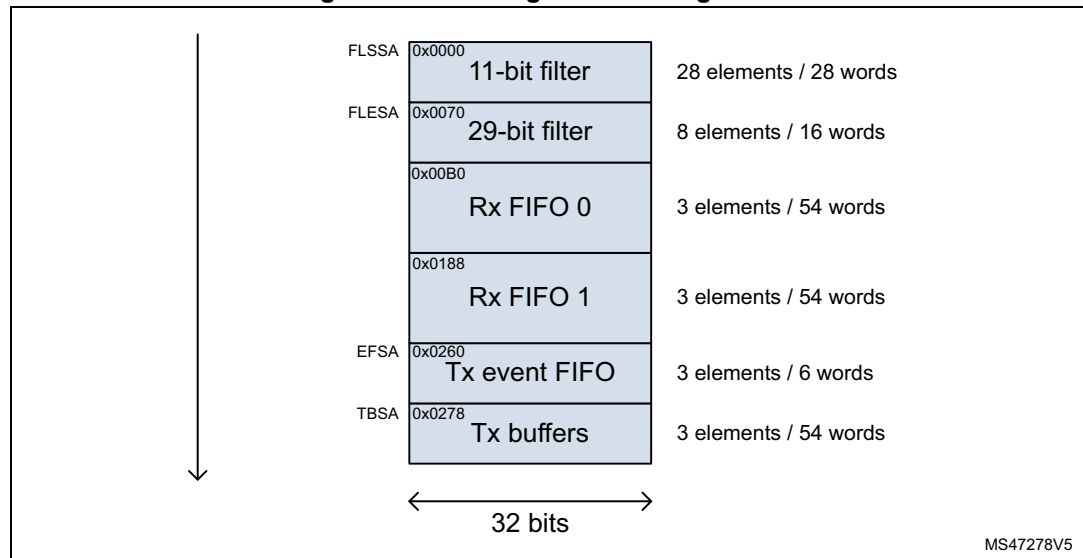 FLSSA 0x0000
11-bit filter 28 elements / 28 words
FLESA 0x0070
29-bit filter 8 elements / 16 words
0x00B0
Rx FIFO 0 3 elements / 54 words
0x0188
Rx FIFO 1 3 elements / 54 words
EFSA 0x0260
Tx event FIFO 3 elements / 6 words
TBSA 0x0278
Tx buffers 3 elements / 54 words
32 bits
MS47278V5